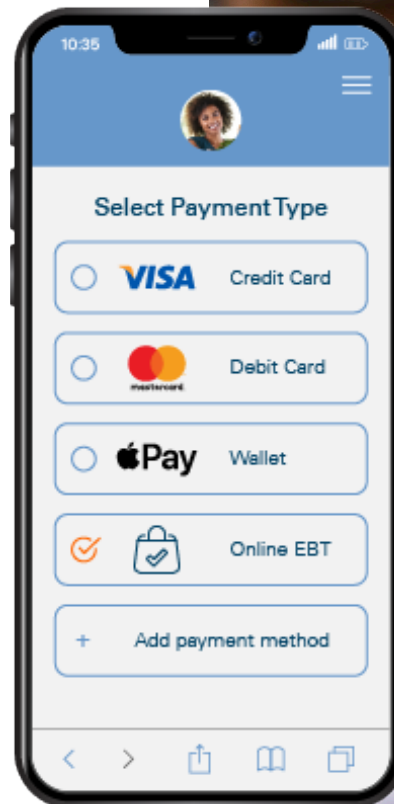 10:35
Select Payment Type
VISA Credit Card
mastercard Debit Card
Pay Wallet
Online EBT
+ Add payment method